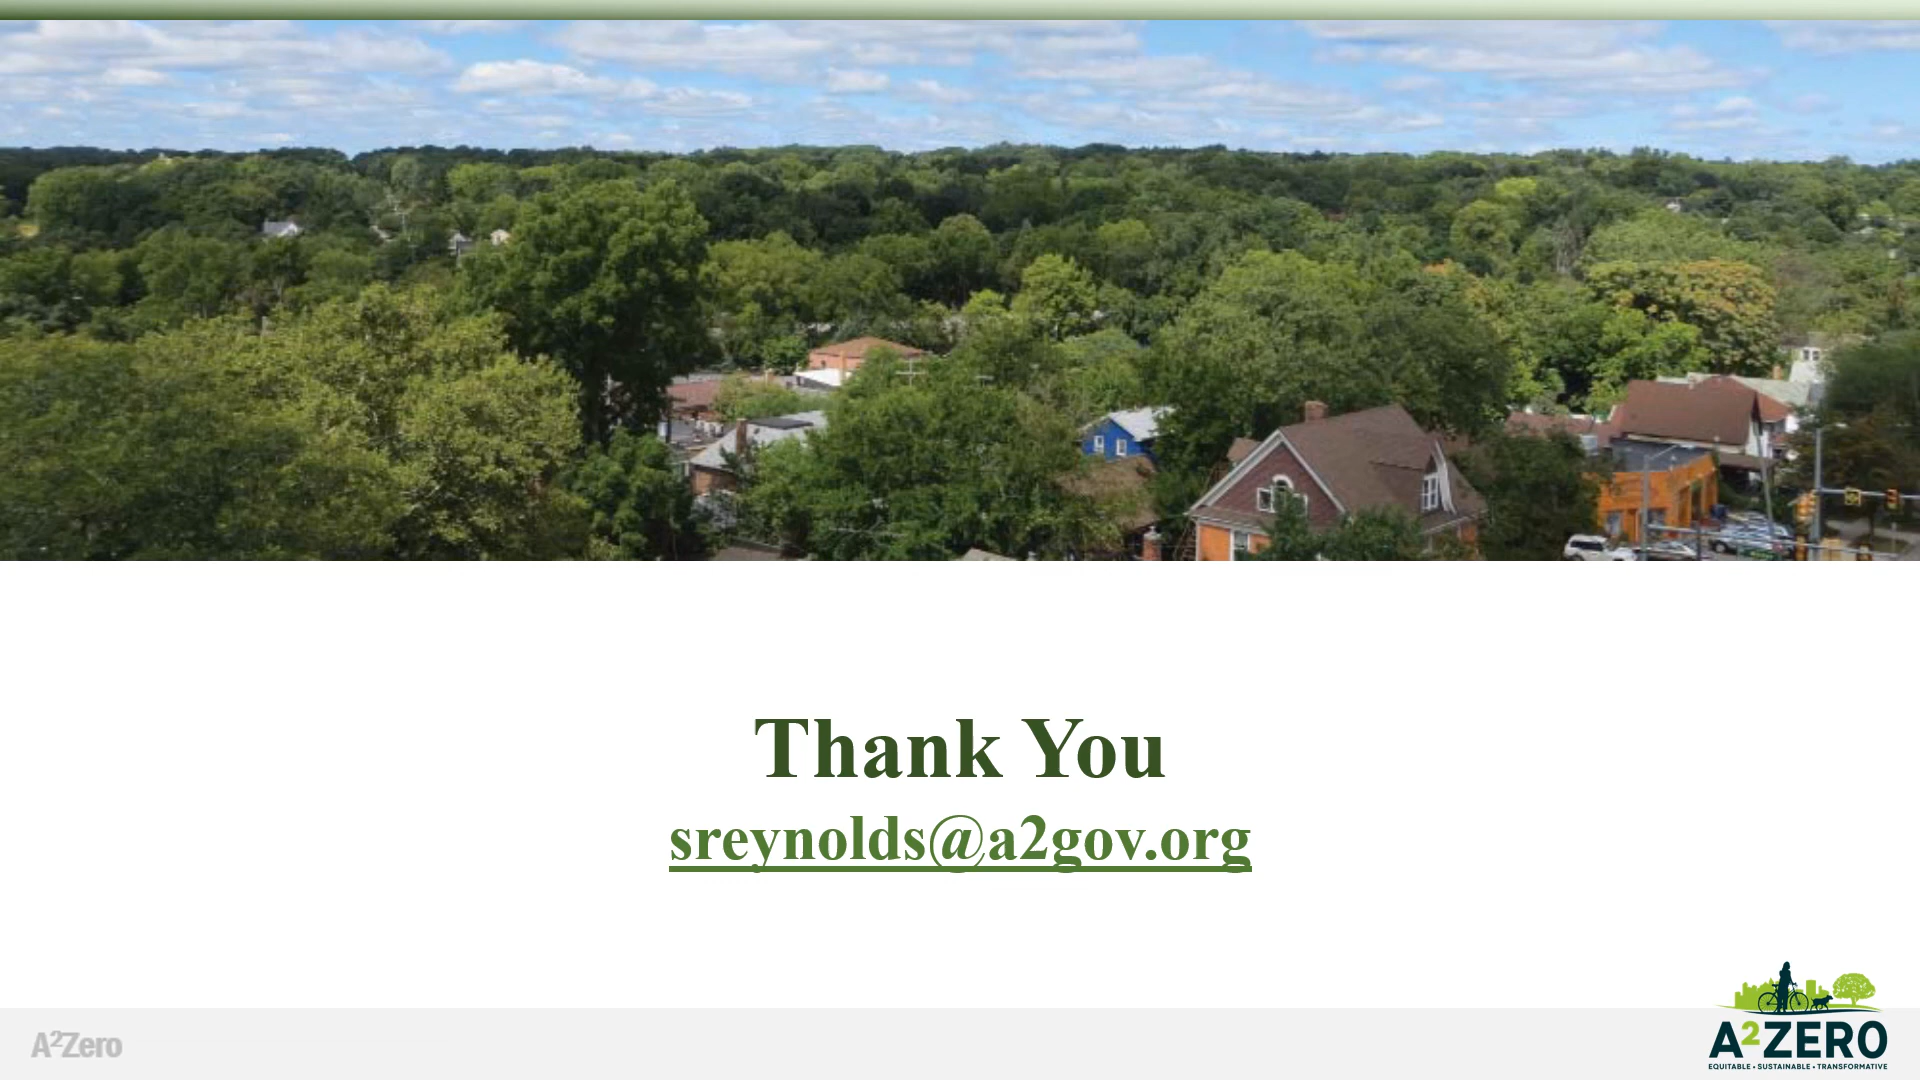 Thank You
sreynolds@a2gov.org
A²Zero
A²ZERO
EQUITABLE • SUSTAINABLE • TRANSFORMATIVE